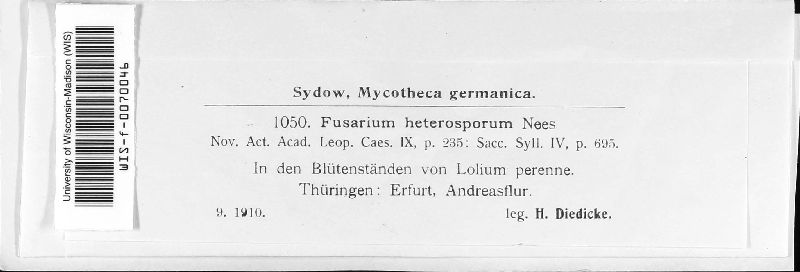 University of Wisconsin-Madison (WIS)
WIS-f-0070046
Sydow, Mycotheca germanica.
1050. Fusarium heterosporum Nees
Nov. Act. Acad. Leop. Caes. IX, p. 235: Sacc. Syll. IV, p. 695.
In den Blütenständen von Lolium perenne.
Thüringen: Erfurt, Andreasflur.
9. 1910. leg. H. Diedicke.